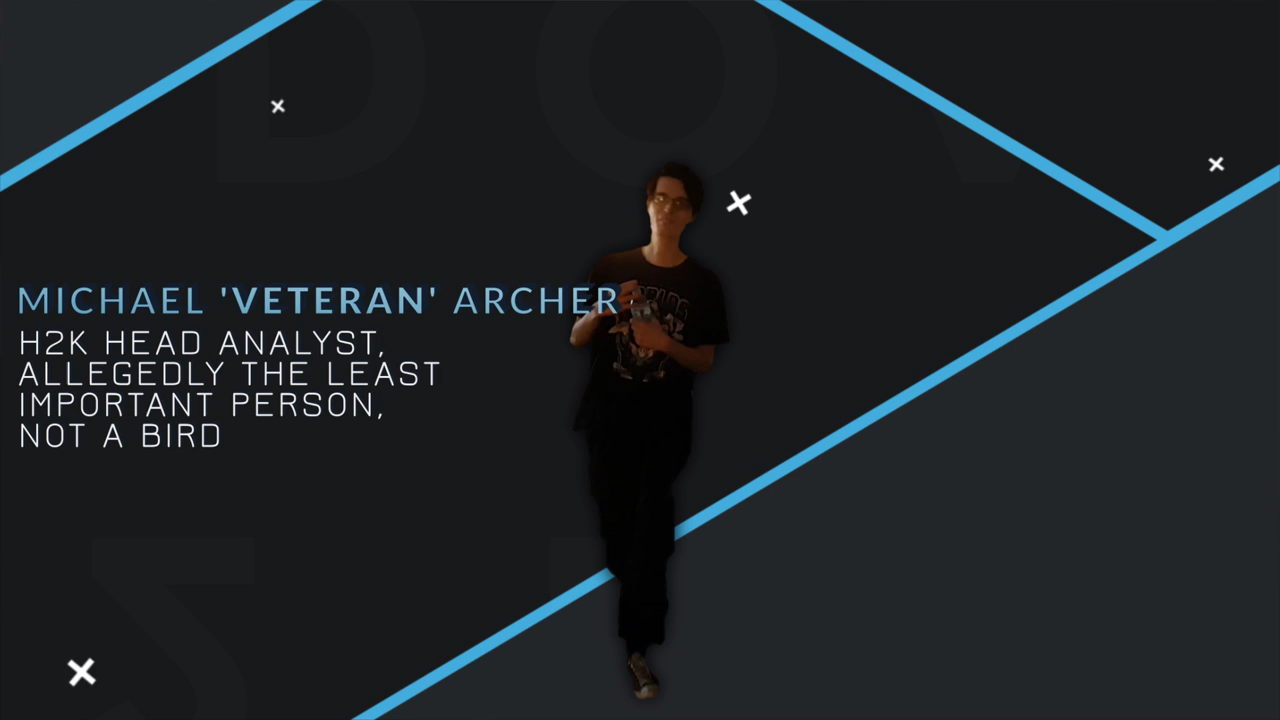 MICHAEL 'VETERAN' ARCHER
H2K HEAD ANALYST,
ALLEGEDLY THE LEAST
IMPORTANT PERSON,
NOT A BIRD